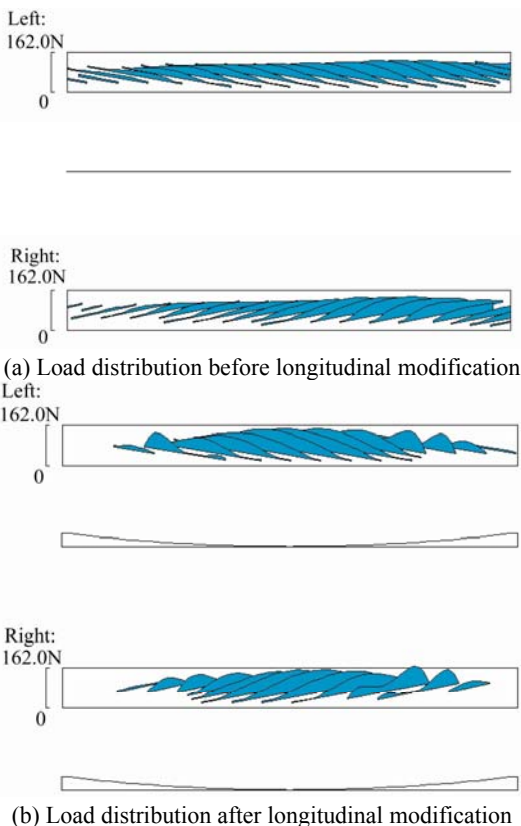 Left:
162.0N
0
Right:
162.0N
0
(a) Load distribution before longitudinal modification
Left:
162.0N
0
Right:
162.0N
0
(b) Load distribution after longitudinal modification